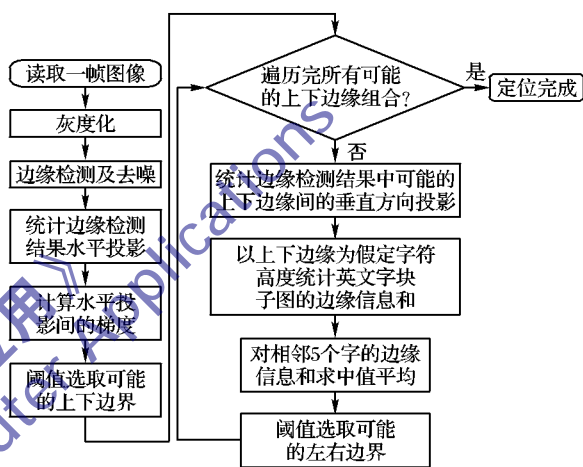 读取一帧图像
灰度化
边缘检测及去噪
统计边缘检测
结果水平投影
计算水平投
影间的梯度
阈值选取可能
的上下边界
遍历完所有可能
的上下边缘组合?
是
定位完成
否
统计边缘检测结果中可能的
上下边缘间的垂直方向投影
以上下边缘为假定字符
高度统计英文字块
子图的边缘信息和
对相邻5个字的边缘
信息和求中值平均
阈值选取可能
的左右边界
用》
uter Applications